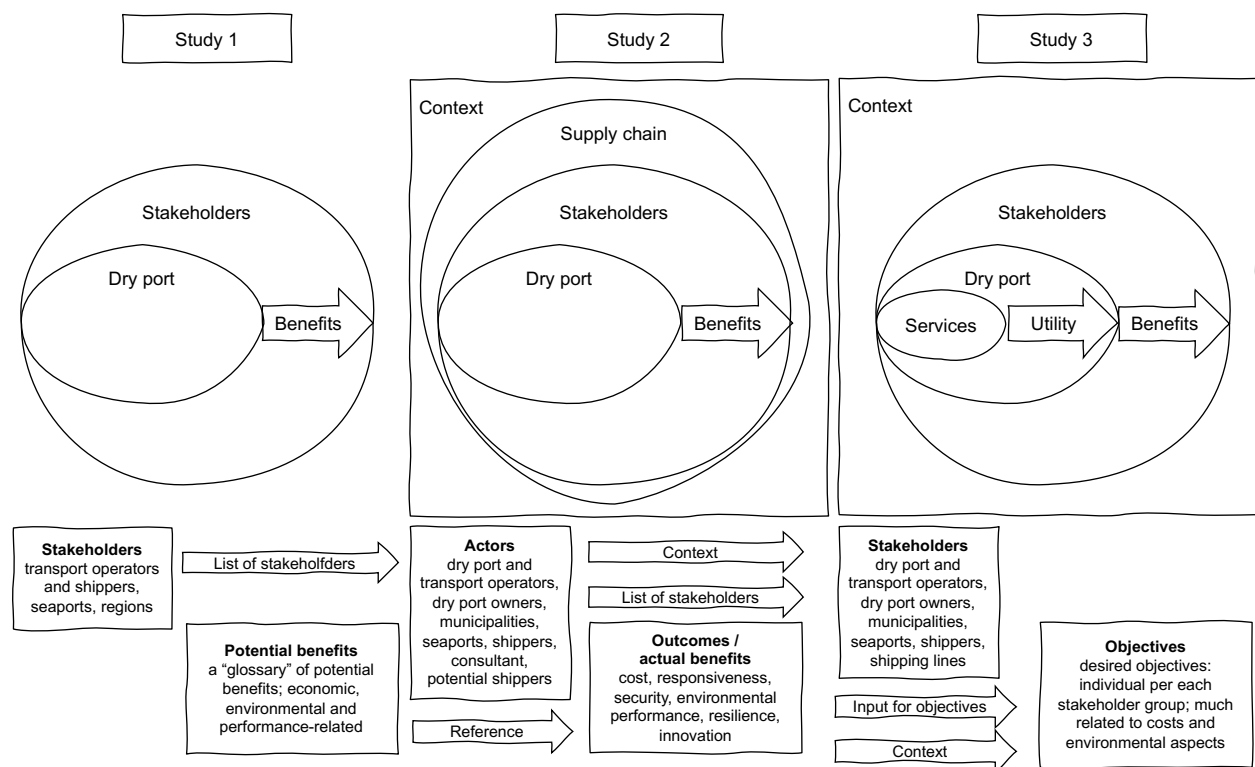 Study 1
Study 2
Study 3
Stakeholders
Dry port
Benefits
Context
Supply chain
Stakeholders
Dry port
Benefits
Context
Stakeholders
Dry port
Services
Utility
Benefits
Stakeholders
transport operators
and shippers,
seaports, regions
List of stakeholfders
Potential benefits
a “glossary” of potential
benefits; economic,
environmental and
performance-related
Actors
dry port and
transport operators,
dry port owners,
municipalities,
seaports, shippers,
consultant,
potential shippers
Reference
Context
List of stakeholders
Outcomes /
actual benefits
cost, responsiveness,
security, environmental
performance, resilience,
innovation
Stakeholders
dry port and
transport operators,
dry port owners,
municipalities,
seaports, shippers,
shipping lines
Input for objectives
Context
Objectives
desired objectives:
individual per each
stakeholder group; much
related to costs and
environmental aspects